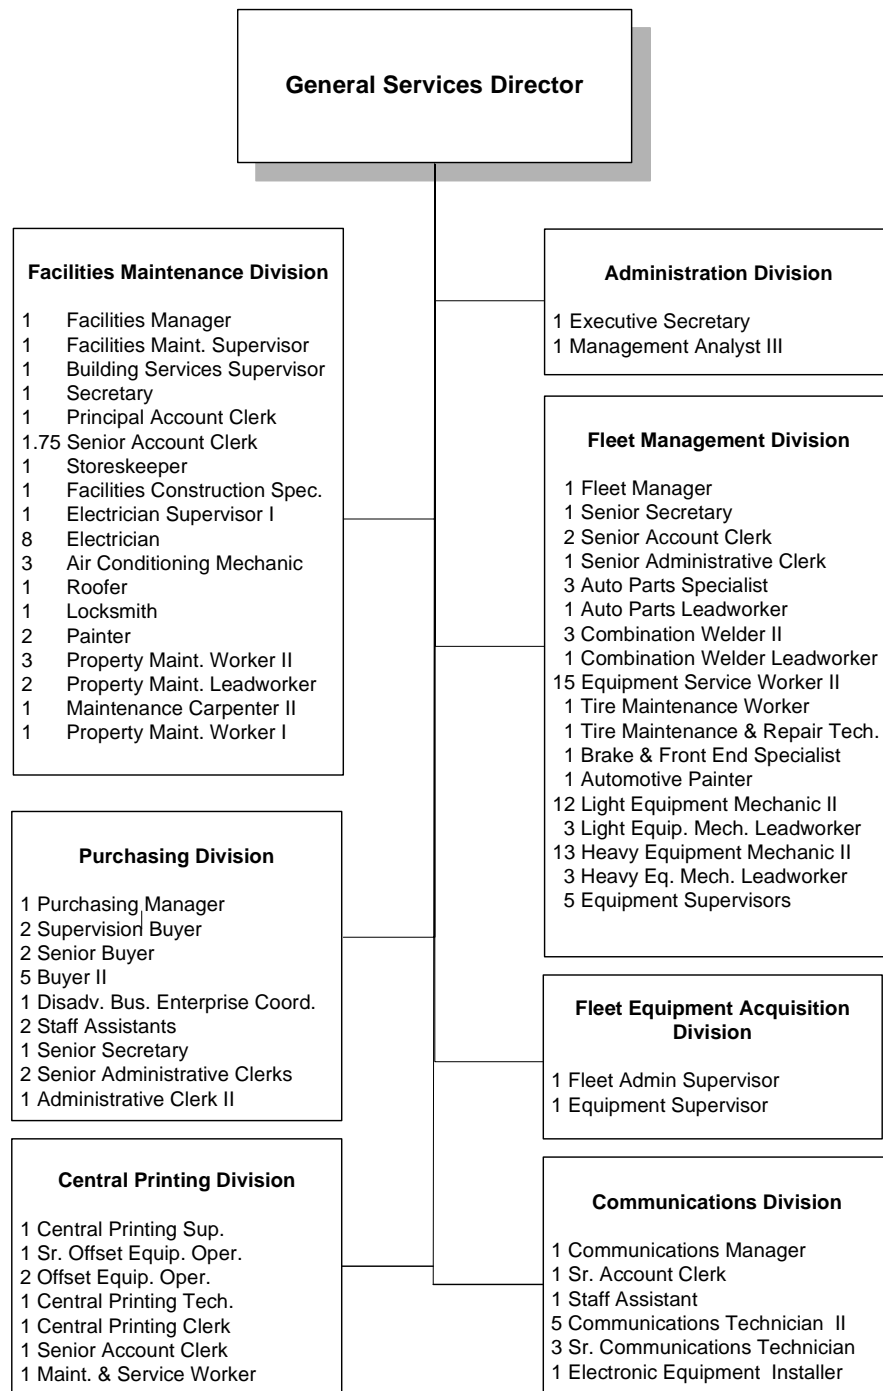 General Services Director
Facilities Maintenance Division
1 Facilities Manager
1 Facilities Maint. Supervisor
1 Building Services Supervisor
1 Secretary
1 Principal Account Clerk
1.75 Senior Account Clerk
1 Storeskeeper
1 Facilities Construction Spec.
1 Electrician Supervisor I
8 Electrician
3 Air Conditioning Mechanic
1 Roofer
1 Locksmith
2 Painter
3 Property Maint. Worker II
2 Property Maint. Leadworker
1 Maintenance Carpenter II
1 Property Maint. Worker I
Purchasing Division
1 Purchasing Manager
2 Supervision Buyer
2 Senior Buyer
5 Buyer II
1 Disadv. Bus. Enterprise Coord.
2 Staff Assistants
1 Senior Secretary
2 Senior Administrative Clerks
1 Administrative Clerk II
Central Printing Division
1 Central Printing Sup.
1 Sr. Offset Equip. Oper.
2 Offset Equip. Oper.
1 Central Printing Tech.
1 Central Printing Clerk
1 Senior Account Clerk
1 Maint. & Service Worker
Administration Division
1 Executive Secretary
1 Management Analyst III
Fleet Management Division
1 Fleet Manager
1 Senior Secretary
2 Senior Account Clerk
1 Senior Administrative Clerk
3 Auto Parts Specialist
1 Auto Parts Leadworker
3 Combination Welder II
1 Combination Welder Leadworker
15 Equipment Service Worker II
1 Tire Maintenance Worker
1 Tire Maintenance & Repair Tech.
1 Brake & Front End Specialist
1 Automotive Painter
12 Light Equipment Mechanic II
3 Light Equip. Mech. Leadworker
13 Heavy Equipment Mechanic II
3 Heavy Eq. Mech. Leadworker
5 Equipment Supervisors
Fleet Equipment Acquisition
Division
1 Fleet Admin Supervisor
1 Equipment Supervisor
Communications Division
1 Communications Manager
1 Sr. Account Clerk
1 Staff Assistant
5 Communications Technician II
3 Sr. Communications Technician
1 Electronic Equipment Installer